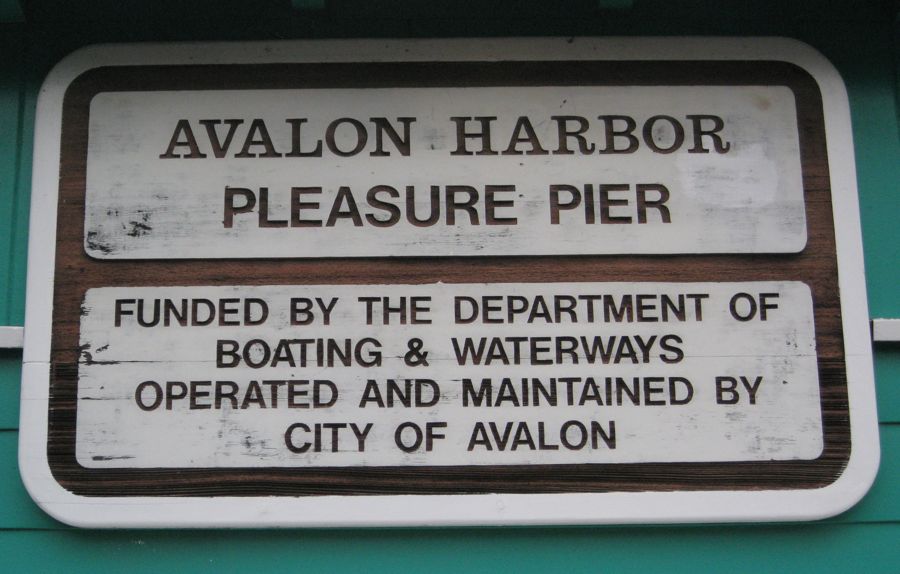 AVALON HARBOR
PLEASURE PIER
FUNDED BY THE DEPARTMENT OF
BOATING & WATERWAYS
OPERATED AND MAINTAINED BY
CITY OF AVALON